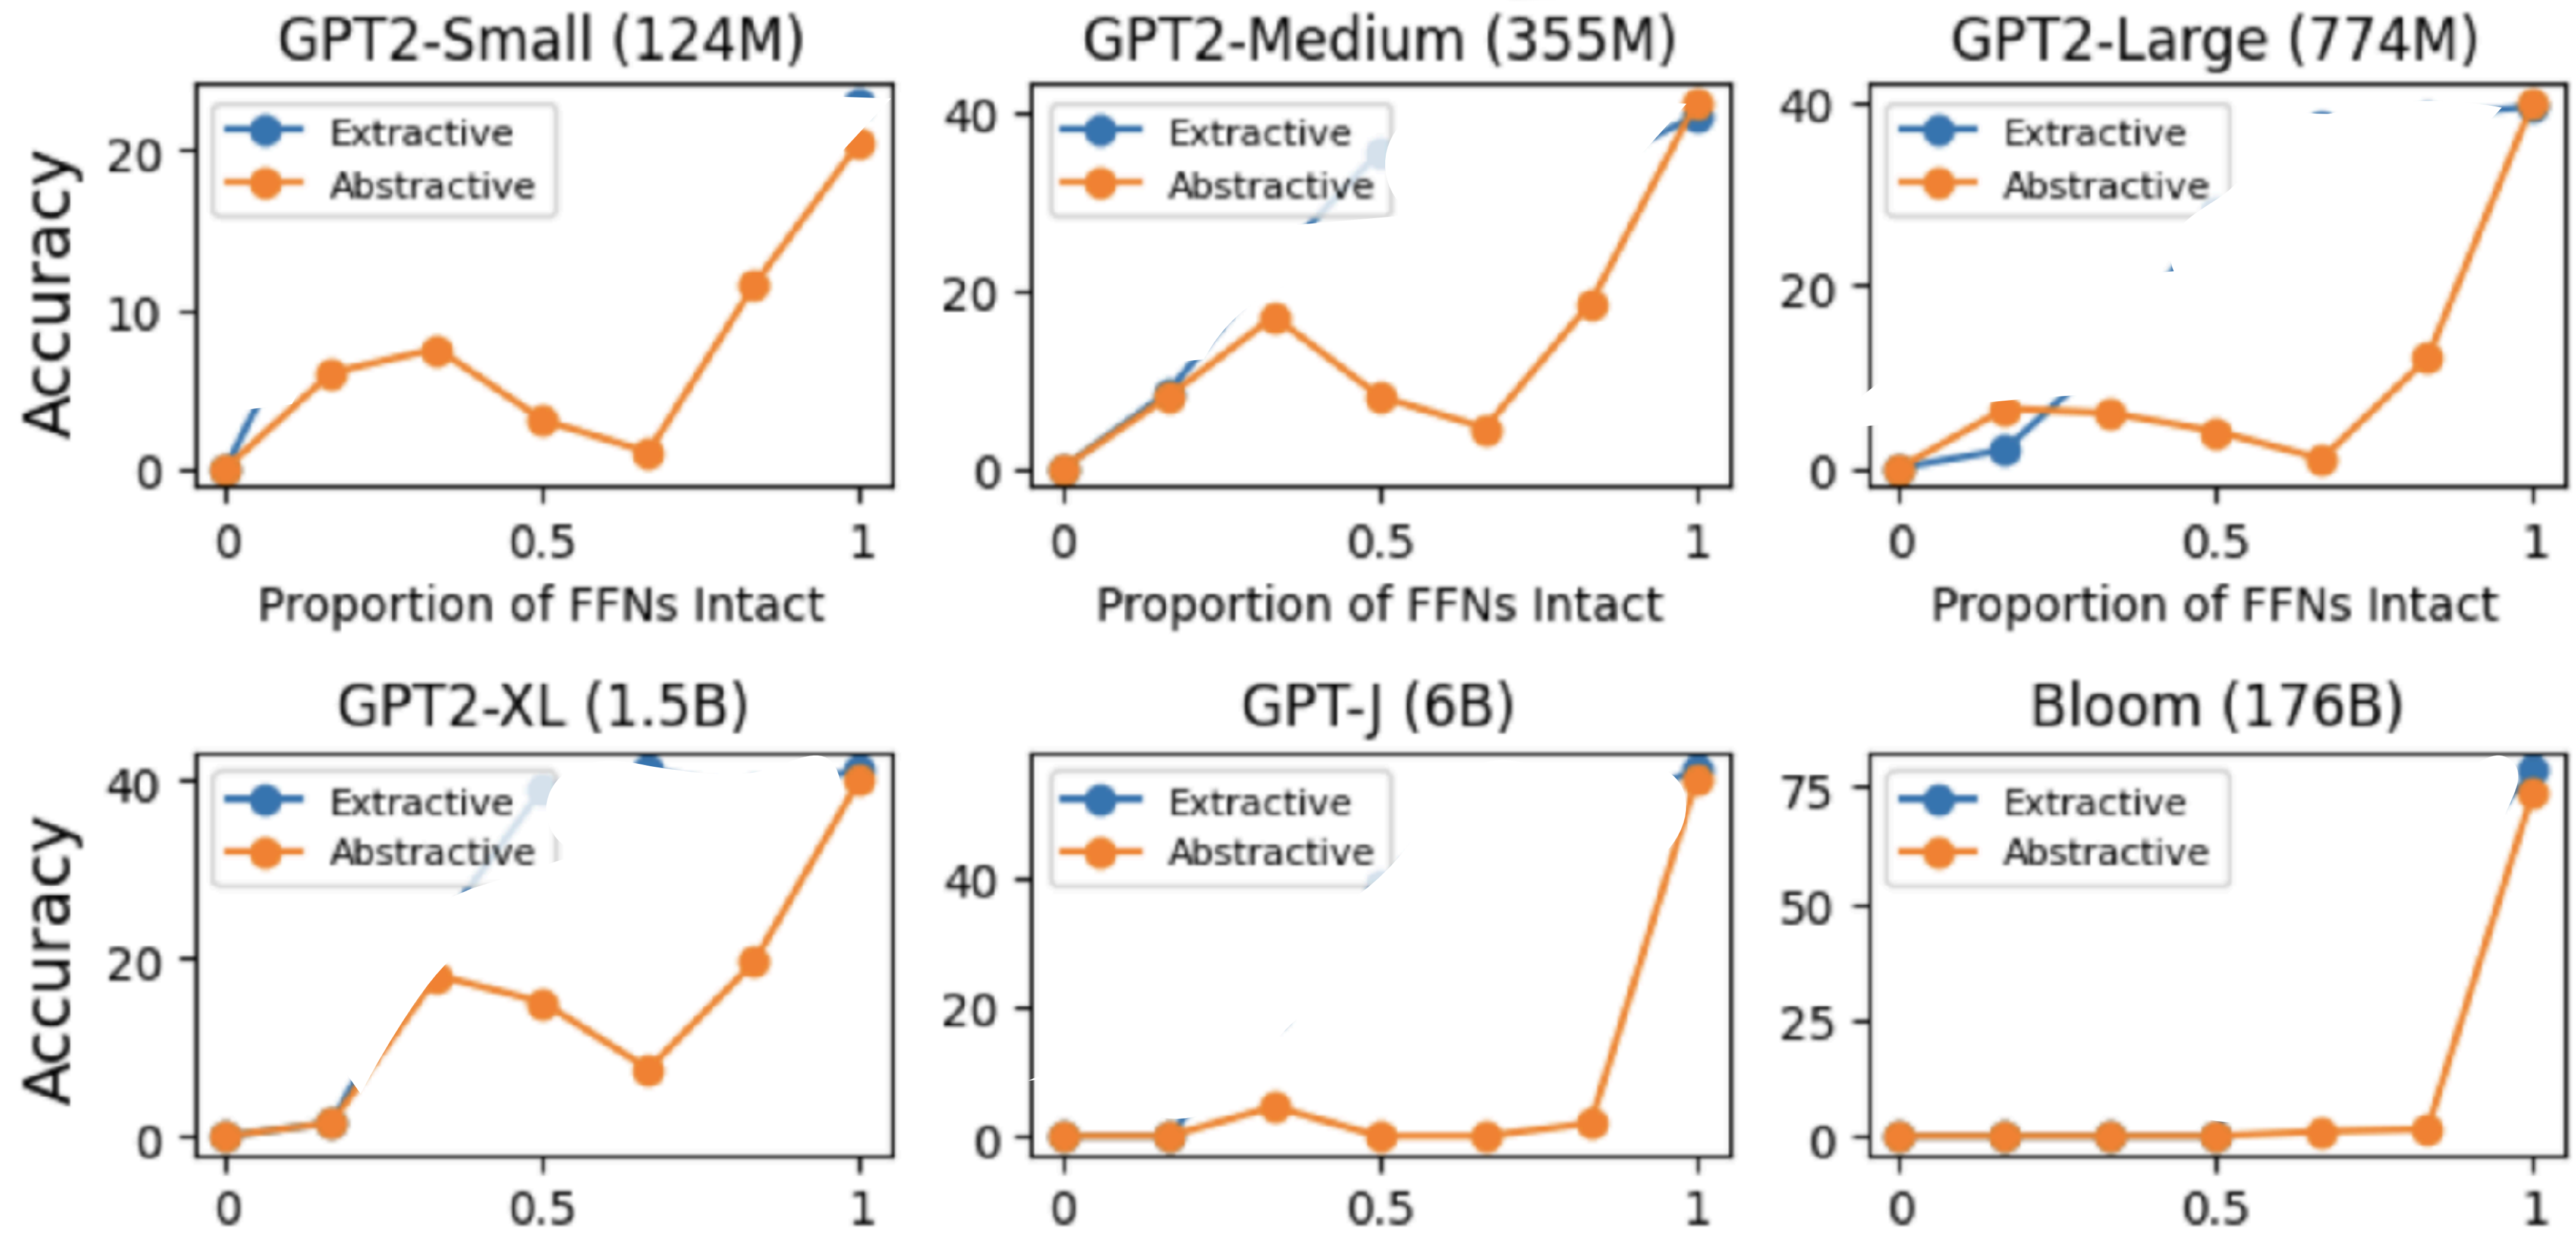 GPT2-Small (124M)
GPT2-Medium (355M)
GPT2-Large (774M)
Accuracy
20
10
0
Extractive
Abstractive
0 0.5 1
Proportion of FFNs Intact
40
20
0
Extractive
Abstractive
0 0.5 1
Proportion of FFNs Intact
40
20
0
Extractive
Abstractive
0 0.5 1
Proportion of FFNs Intact
GPT2-XL (1.5B)
GPT-J (6B)
Bloom (176B)
Accuracy
40
20
0
Extractive
Abstractive
0 0.5 1
40
20
0
Extractive
Abstractive
0 0.5 1
75
50
25
0
Extractive
Abstractive
0 0.5 1